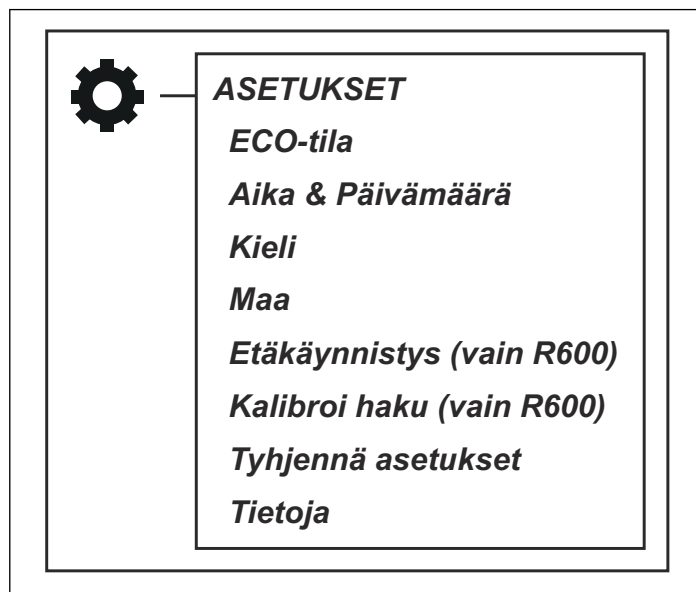 ASETUKSET
ECO-tila
Aika & Päivämäärä
Kieli
Maa
Etäkäynnistys (vain R600)
Kalibroi haku (vain R600)
Tyhjennä asetukset
Tietoja